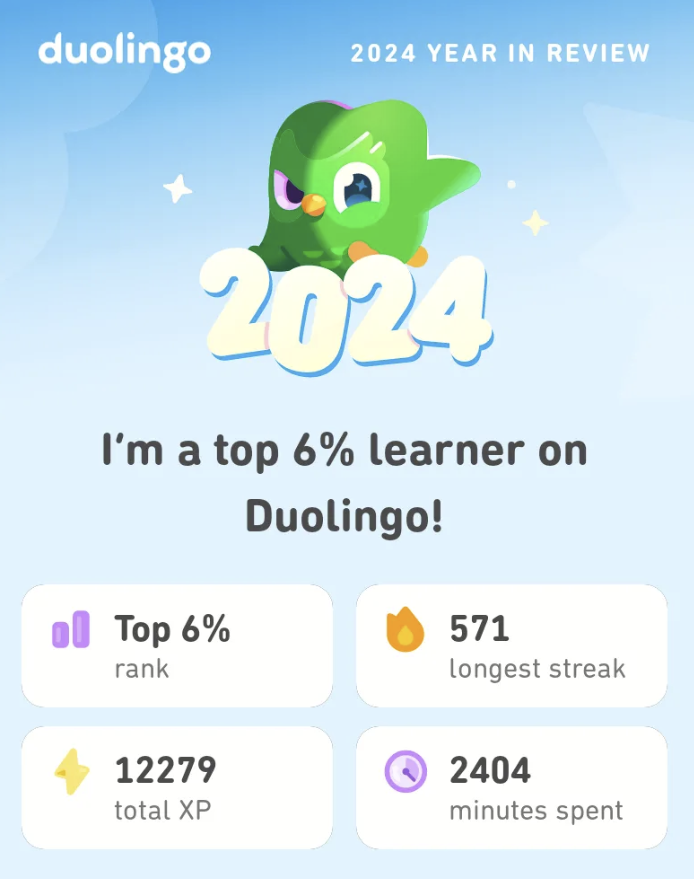 duolingo
2024 YEAR IN REVIEW
2024
I'm a top 6% learner on
Duolingo!
Top 6%
rank
571
longest streak
12279
total XP
2404
minutes spent